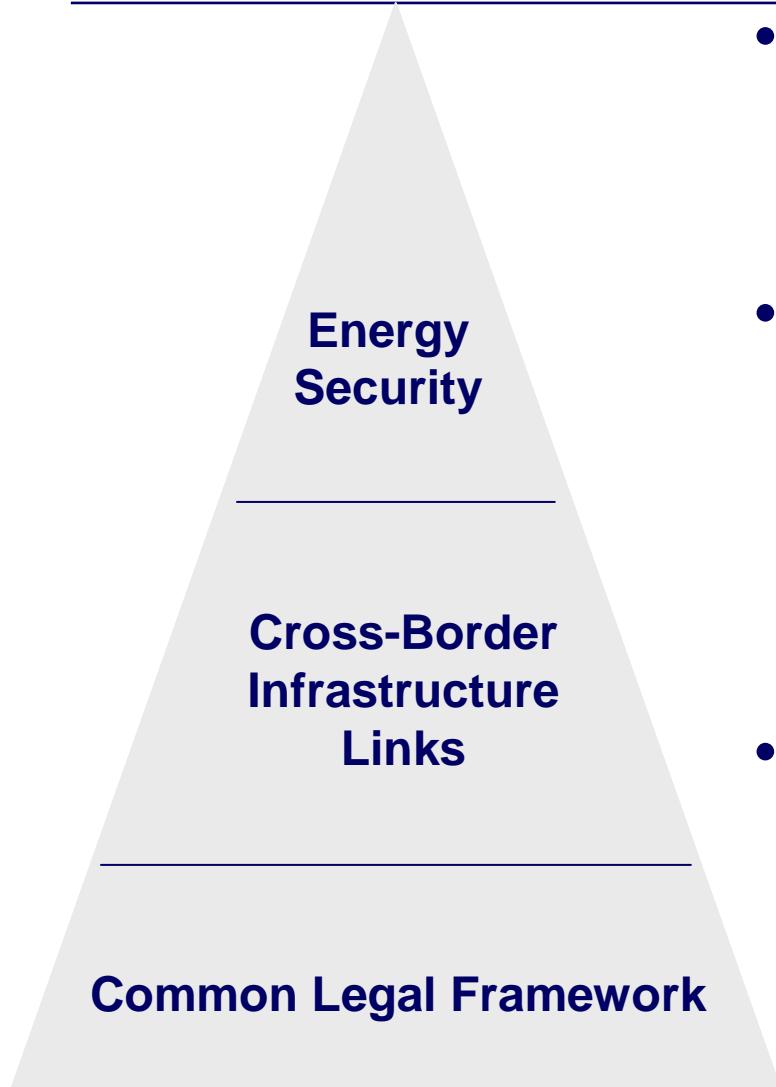 Energy
Security
Cross-Border
Infrastructure
Links
Common Legal Framework